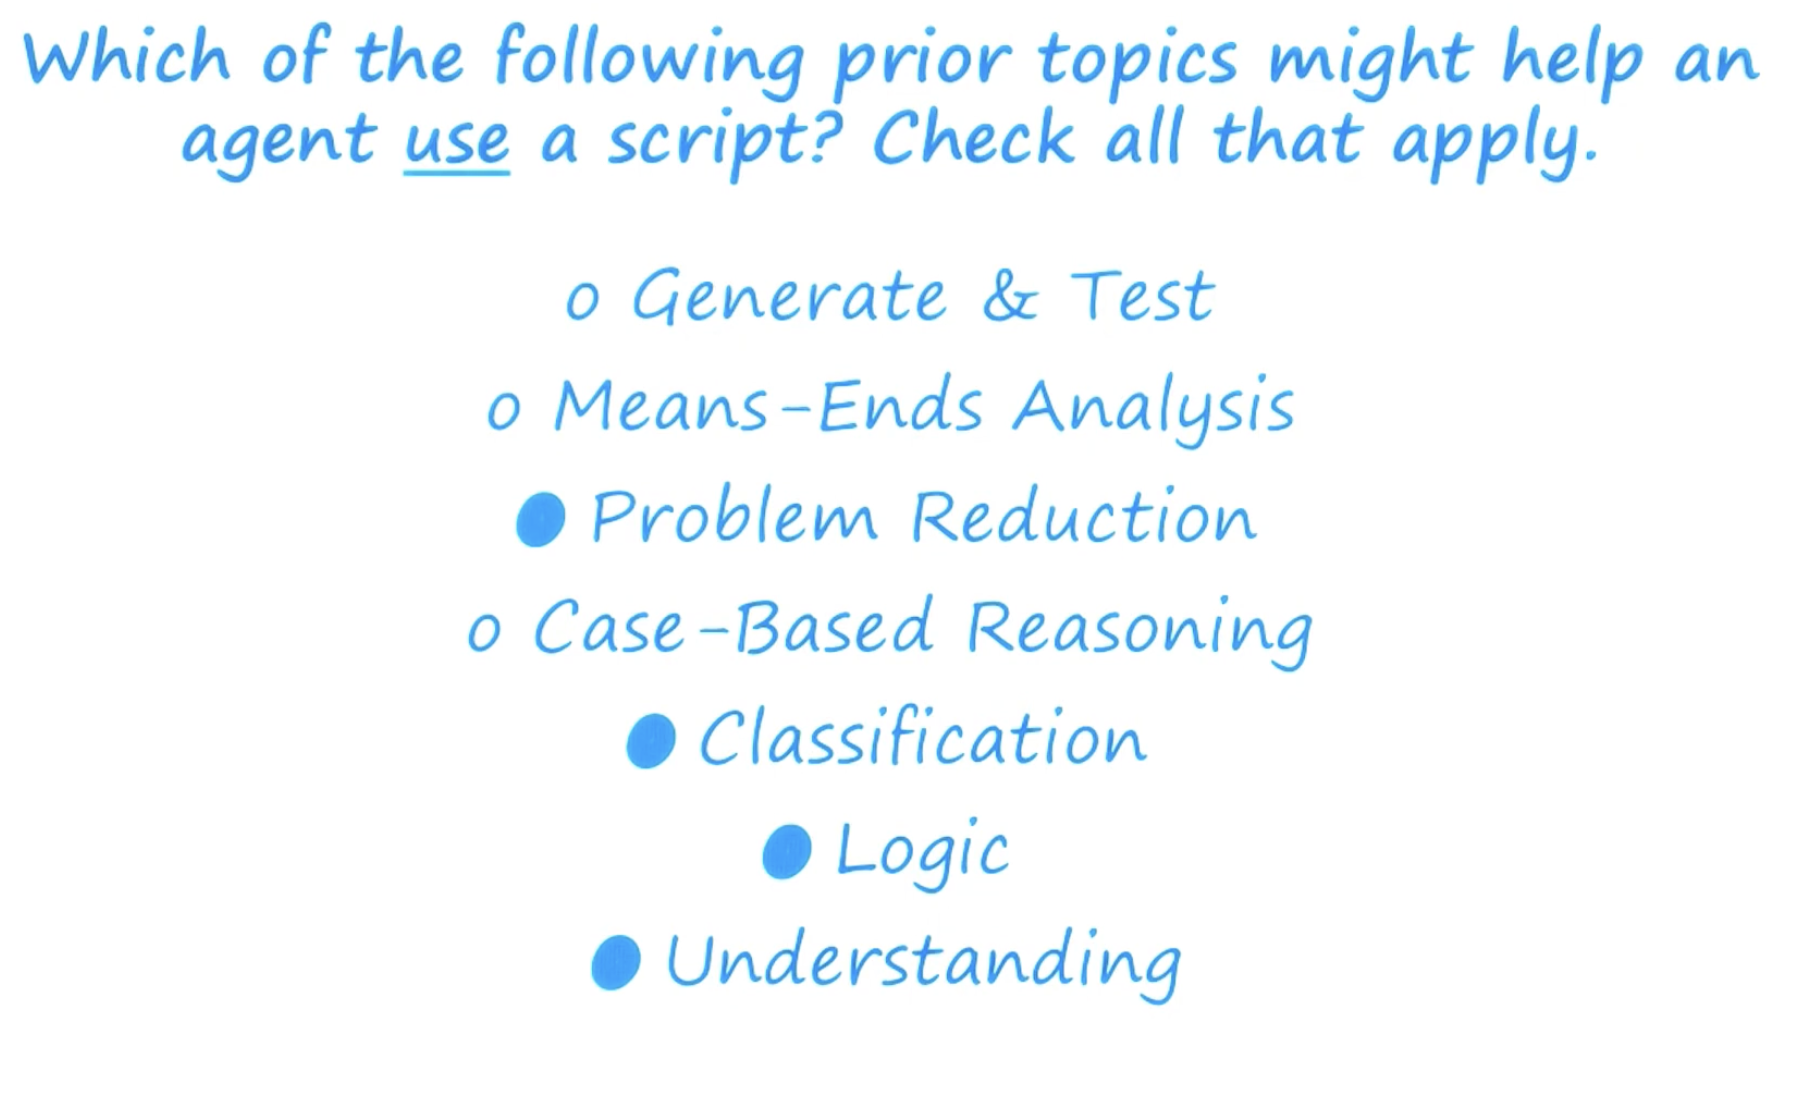 Which of the following prior topics might help an
agent use a script? Check all that apply.
o Generate & Test
o Means-Ends Analysis
● Problem Reduction
o Case-Based Reasoning
● Classification
● Logic
● Understanding